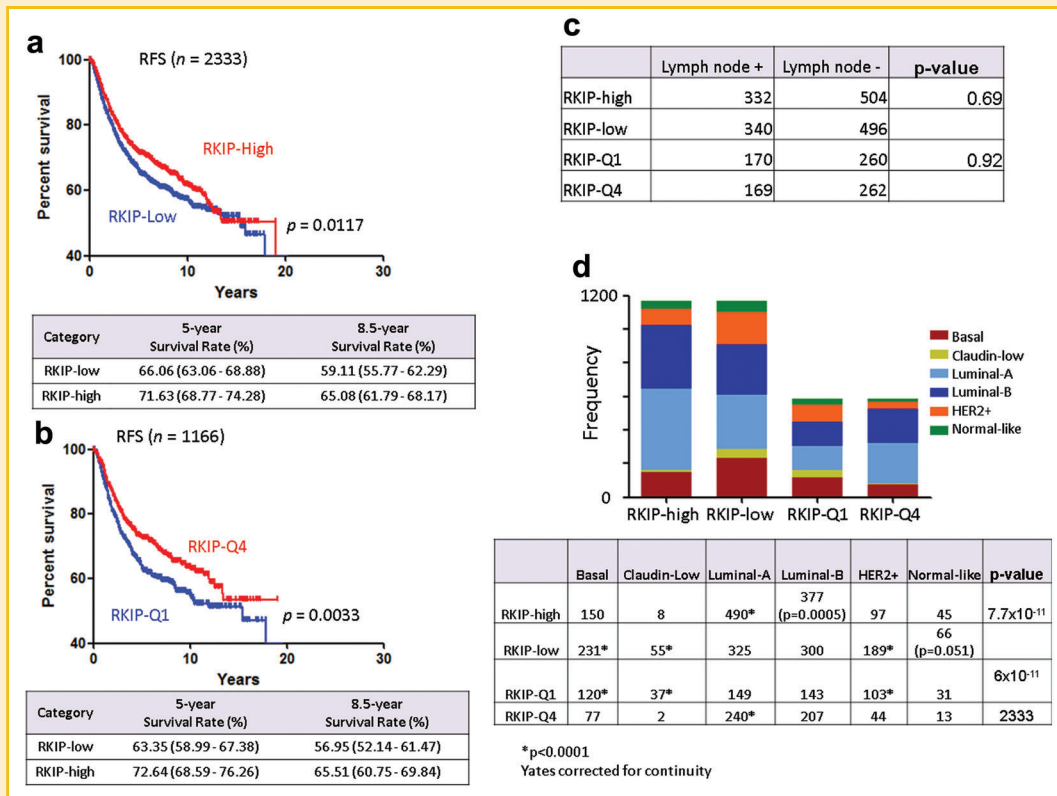 a
RFS (n = 2333)
100
80
60
40
Percent survival
RKIP-High
RKIP-Low
p = 0.0117
0 10 20 30
Years
Category 5-year Survival Rate (%) 8.5-year Survival Rate (%)
RKIP-low 66.06 (63.06 - 68.88) 59.11 (55.77 - 62.29)
RKIP-high 71.63 (68.77 - 74.28) 65.08 (61.79 - 68.17)
b
RFS (n = 1166)
100
80
60
40
Percent survival
RKIP-Q4
RKIP-Q1
p = 0.0033
0 10 20 30
Years
Category 5-year Survival Rate (%) 8.5-year Survival Rate (%)
RKIP-low 63.35 (58.99 - 67.38) 56.95 (52.14 - 61.47)
RKIP-high 72.64 (68.59 - 76.26) 65.51 (60.75 - 69.84)
c
Lymph node + Lymph node - p-value
RKIP-high 332 504 0.69
RKIP-low 340 496
RKIP-Q1 170 260 0.92
RKIP-Q4 169 262
d
1200
0
Frequency
RKIP-high RKIP-low RKIP-Q1 RKIP-Q4
Basal
Claudin-low
Luminal-A
Luminal-B
HER2+
Normal-like
Basal Claudin-Low Luminal-A Luminal-B HER2+ Normal-like p-value
RKIP-high 150 8 490* 377 (p=0.0005) 97 45 7.7x10-11
RKIP-low 231* 55* 325 300 189* 66 (p=0.051)
RKIP-Q1 120* 37* 149 143 103* 31 6x10-11
RKIP-Q4 77 2 240* 207 44 13 2333
*p<0.0001
Yates corrected for continuity